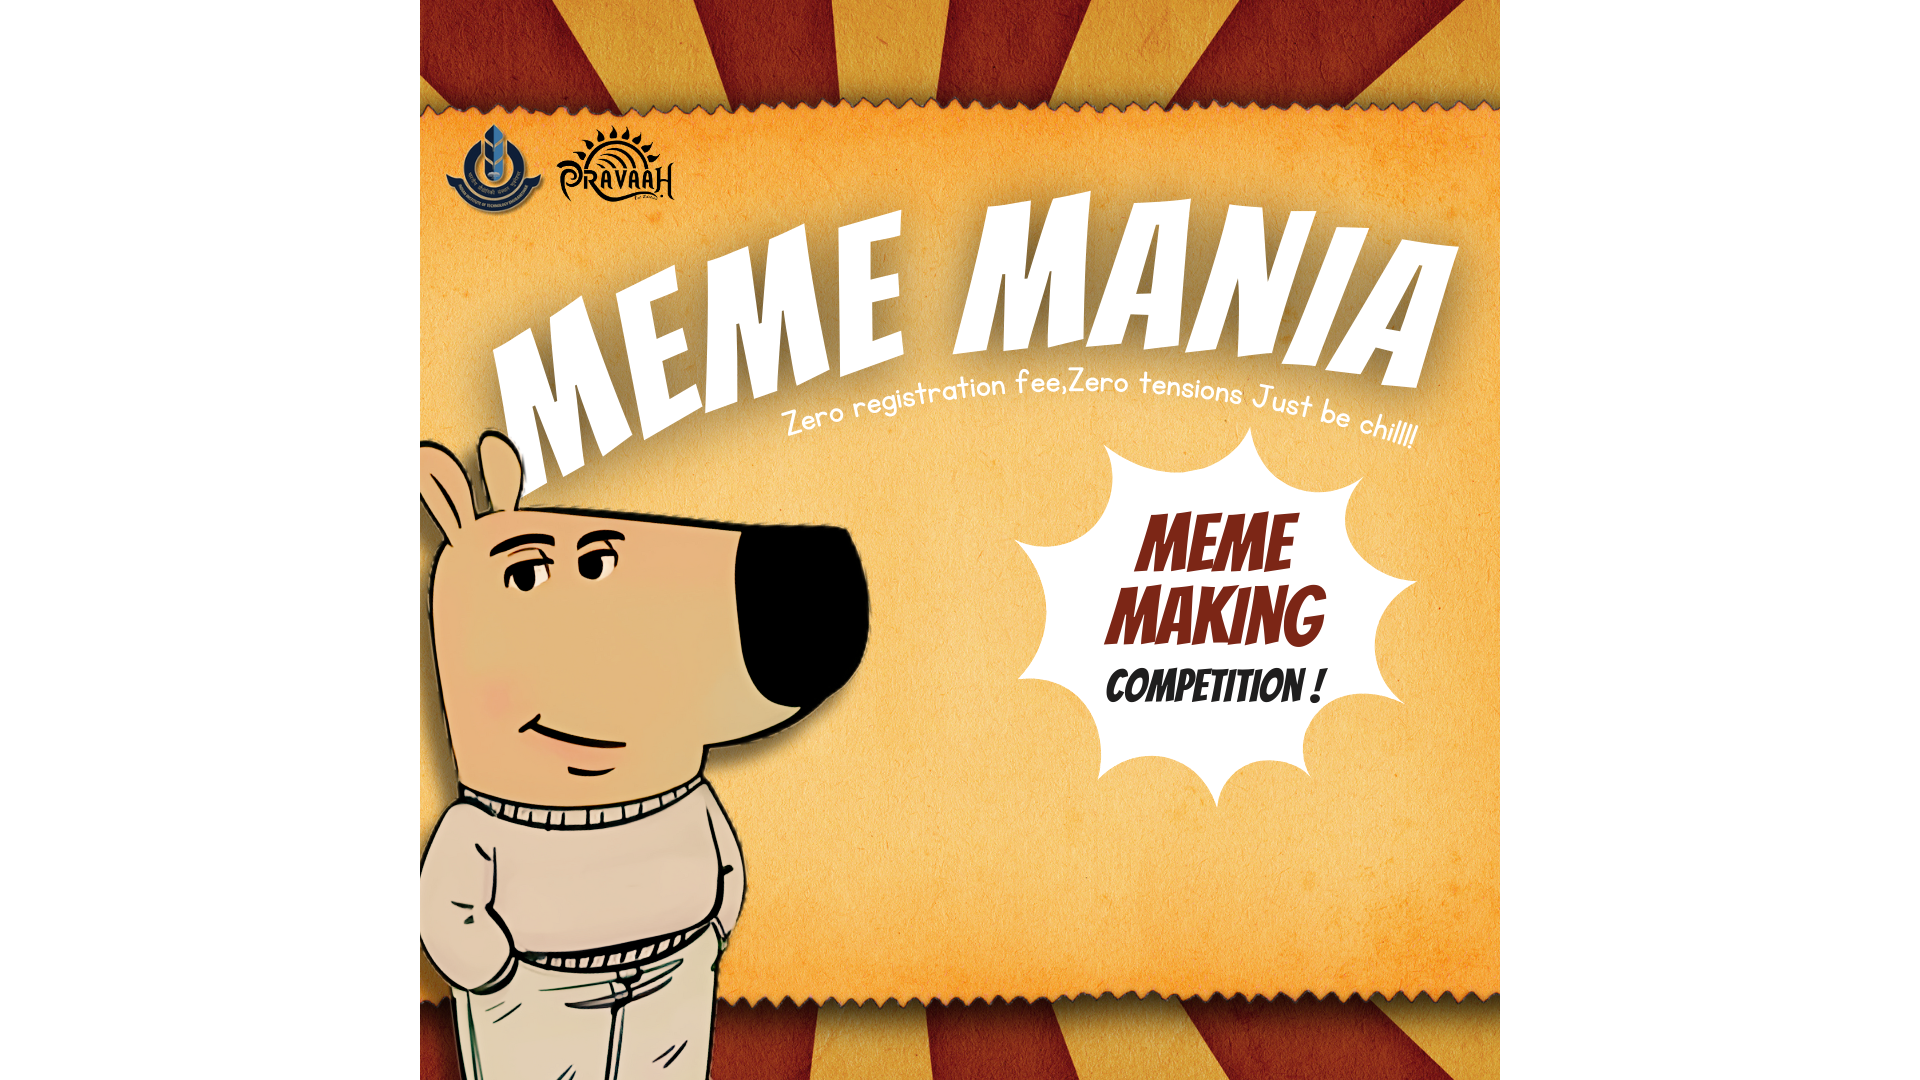 PRAVAAH
MEME MANIA
Zero registration fee,Zero tensions Just be chill!!
MEME
MAKING
COMPETITION !